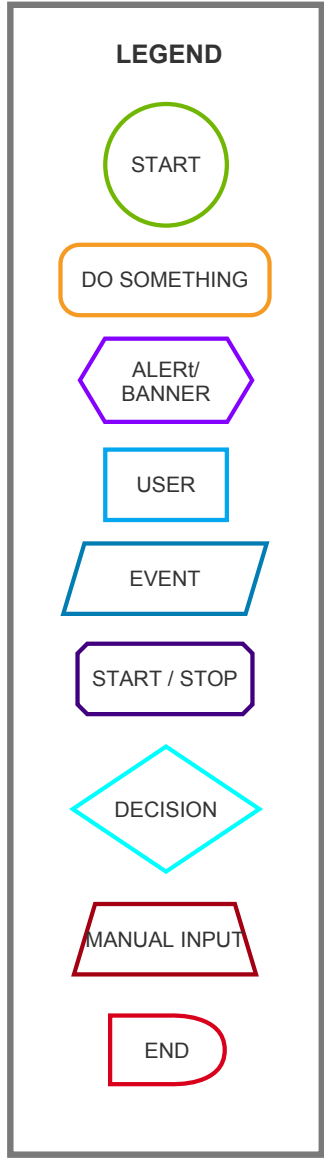 LEGEND
START
DO SOMETHING
ALERt/
BANNER
USER
EVENT
START / STOP
DECISION
MANUAL INPUT
END